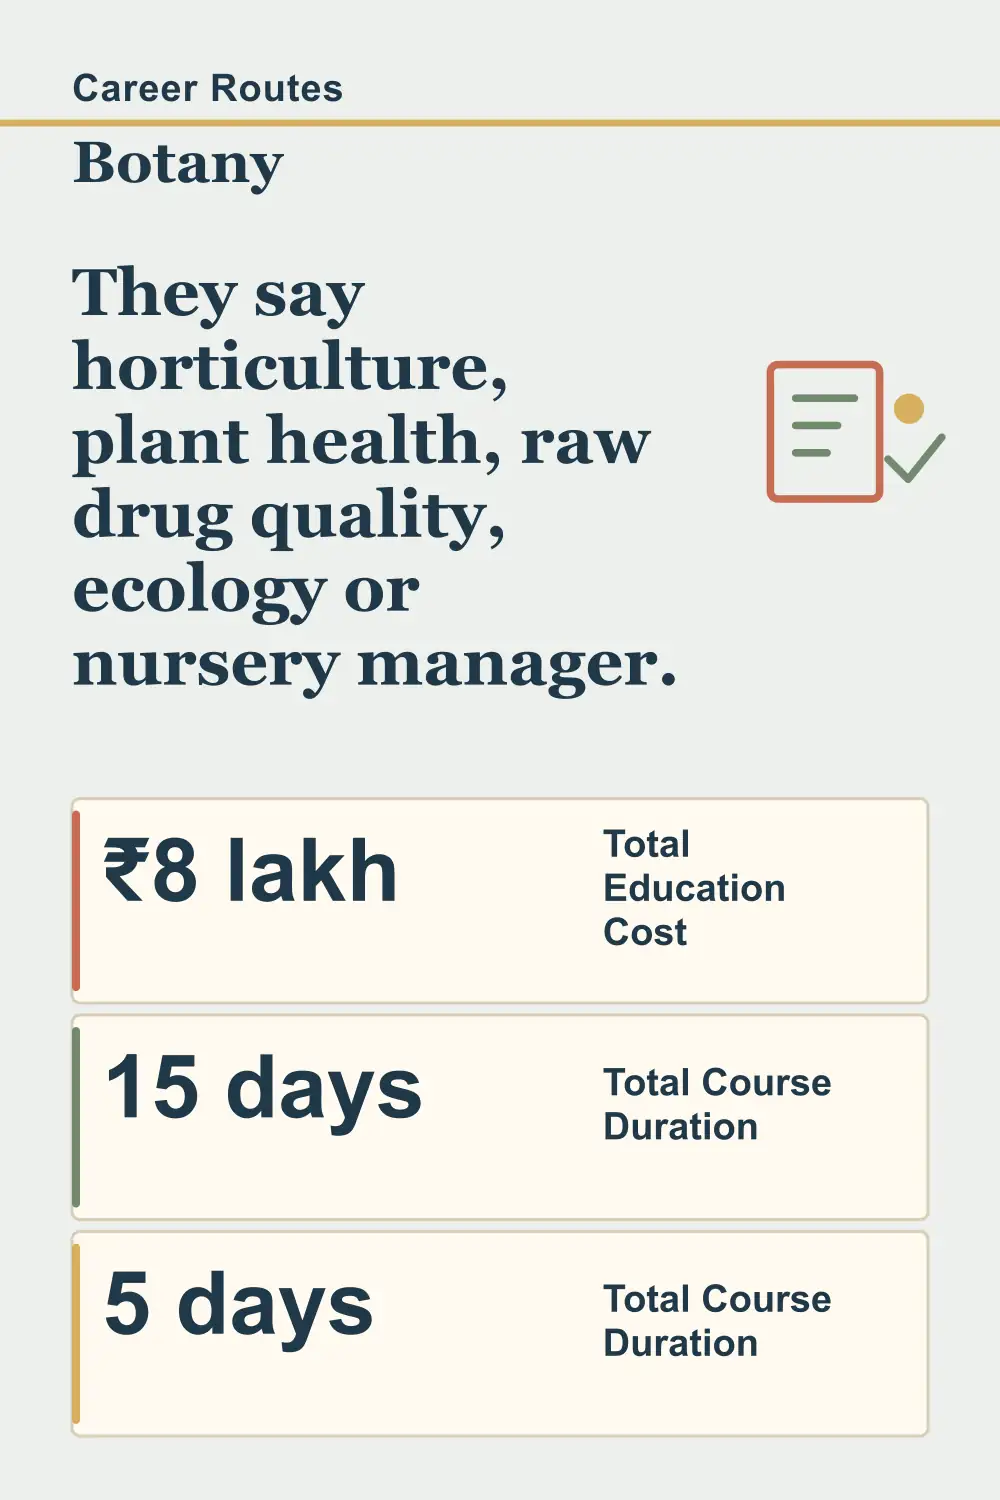 Career Routes
Botany
They say
horticulture,
plant health, raw
drug quality,
ecology or
nursery manager.
₹8 lakh
Total
Education
Cost
15 days
Total Course
Duration
5 days
Total Course
Duration